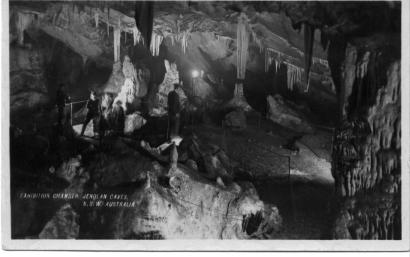 EXHIBITION CHAMBER, JENOLAN CAVES,
N.S.W. AUSTRALIA